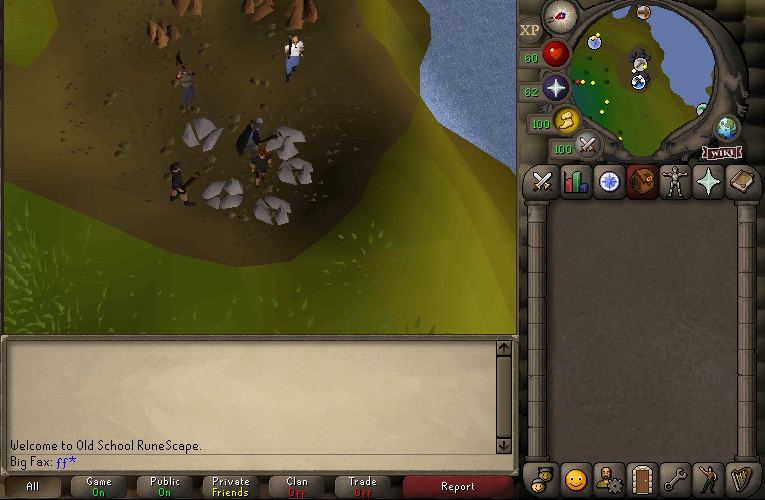 XP
60
62
100
100
WIKI
Welcome to Old School RuneScape.
Big Fax: ff*
All
Game
On
Public
On
Private
Friends
Clan
Off
Trade
Off
Report